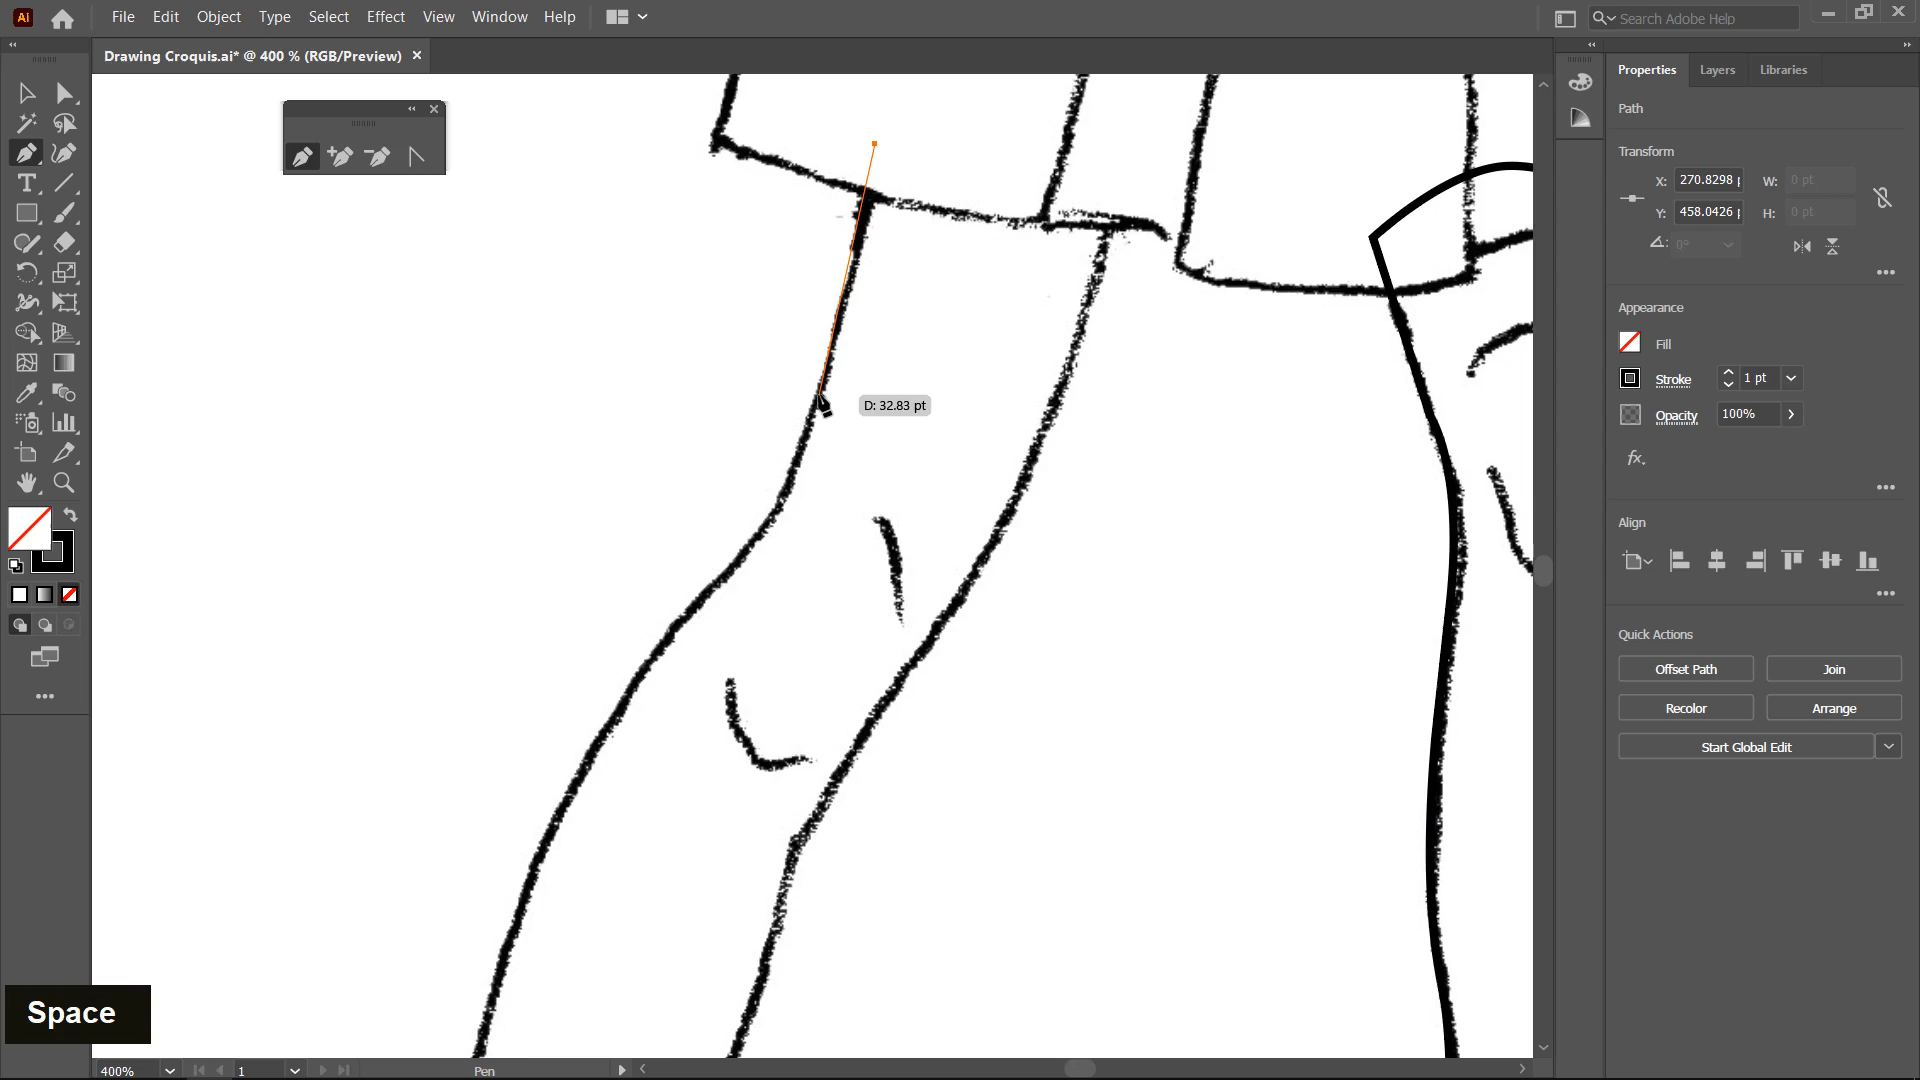 Ai File Edit Object Type Select Effect View Window Help Search Adobe Help
Drawing Croquis.ai* @ 400 % (RGB/Preview)
Properties Layers Libraries
Path
Transform
X: 270.8298 W: 0 pt
Y: 458.0426 H: 0 pt
0°
Appearance
Fill
Stroke 1 pt
Opacity 100%
fx
Align
Quick Actions
Offset Path Join
Recolor Arrange
Start Global Edit
D: 32.83 pt
Space
400% 1 Pen